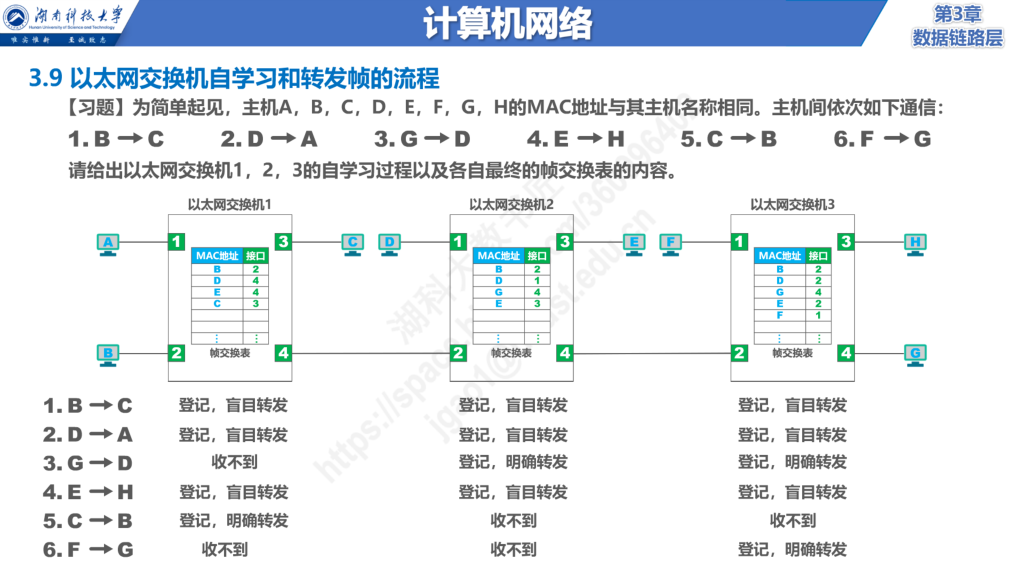 湖南科技大学
Hunan University of Science and Technology
唯实惟新 至诚致志
计算机网络
第3章
数据链路层
3.9 以太网交换机自学习和转发帧的流程
【习题】为简单起见，主机A，B，C，D，E，F，G，H的MAC地址与其主机名称相同。主机间依次如下通信：
1. B → C 2. D → A 3. G → D 4. E → H 5. C → B 6. F → G
请给出以太网交换机1，2，3的自学习过程以及各自最终的帧交换表的内容。
以太网交换机1 以太网交换机2 以太网交换机3
A 1 3 C D 1 3 E F 1 3 H
MAC地址 接口 MAC地址 接口 MAC地址 接口
B 2 B 2 B 2
D 4 D 1 D 2
E 4 G 4 G 4
C 3 E 3 E 2
F 1
⋮ ⋮ ⋮ ⋮ ⋮ ⋮
B 2 帧交换表 4 2 帧交换表 4 2 帧交换表 4 G
1. B → C 登记，盲目转发 登记，盲目转发 登记，盲目转发
2. D → A 登记，盲目转发 登记，盲目转发 登记，盲目转发
3. G → D 收不到 登记，明确转发 登记，明确转发
4. E → H 登记，盲目转发 登记，盲目转发 登记，盲目转发
5. C → B 登记，明确转发 收不到 收不到
6. F → G 收不到 收不到 登记，明确转发